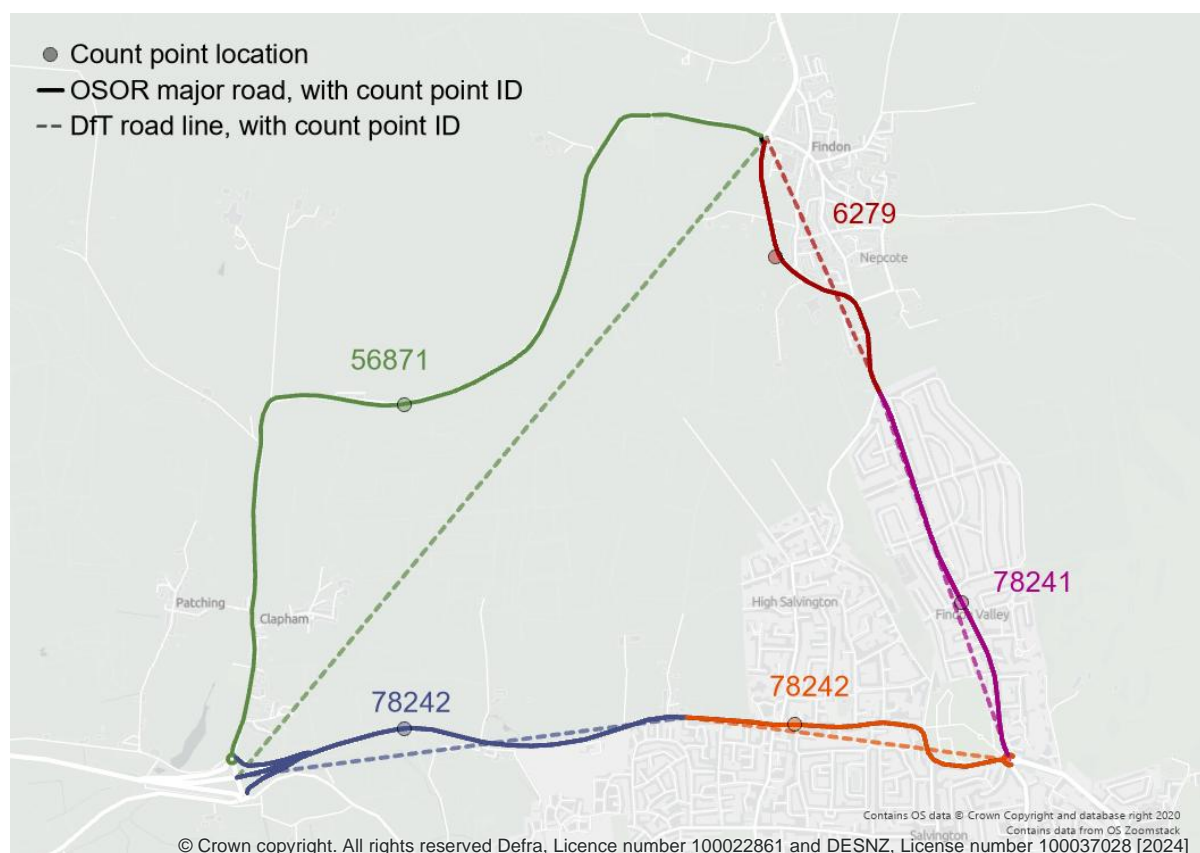 Count point location
OSOR major road, with count point ID
DfT road line, with count point ID
Findon
6279
Nepcote
56871
78241
High Salvington
Patching
Findon Valley
Clapham
78242
78242
Contains OS data © Crown Copyright and database right 2020
Contains data from OS Zoomstack
Salvington
© Crown copyright. All rights reserved Defra, Licence number 100022861 and DESNZ, License number 100037028 [2024]